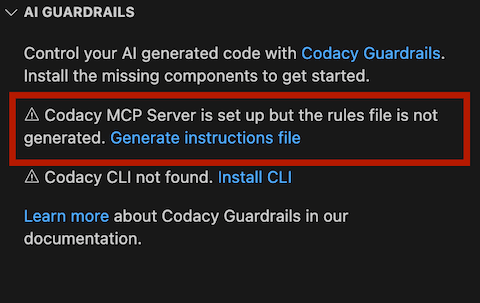 AI GUARDRAILS
Control your AI generated code with Codacy Guardrails.
Install the missing components to get started.
⚠ Codacy MCP Server is set up but the rules file is not
generated. Generate instructions file
⚠ Codacy CLI not found. Install CLI
Learn more about Codacy Guardrails in our
documentation.